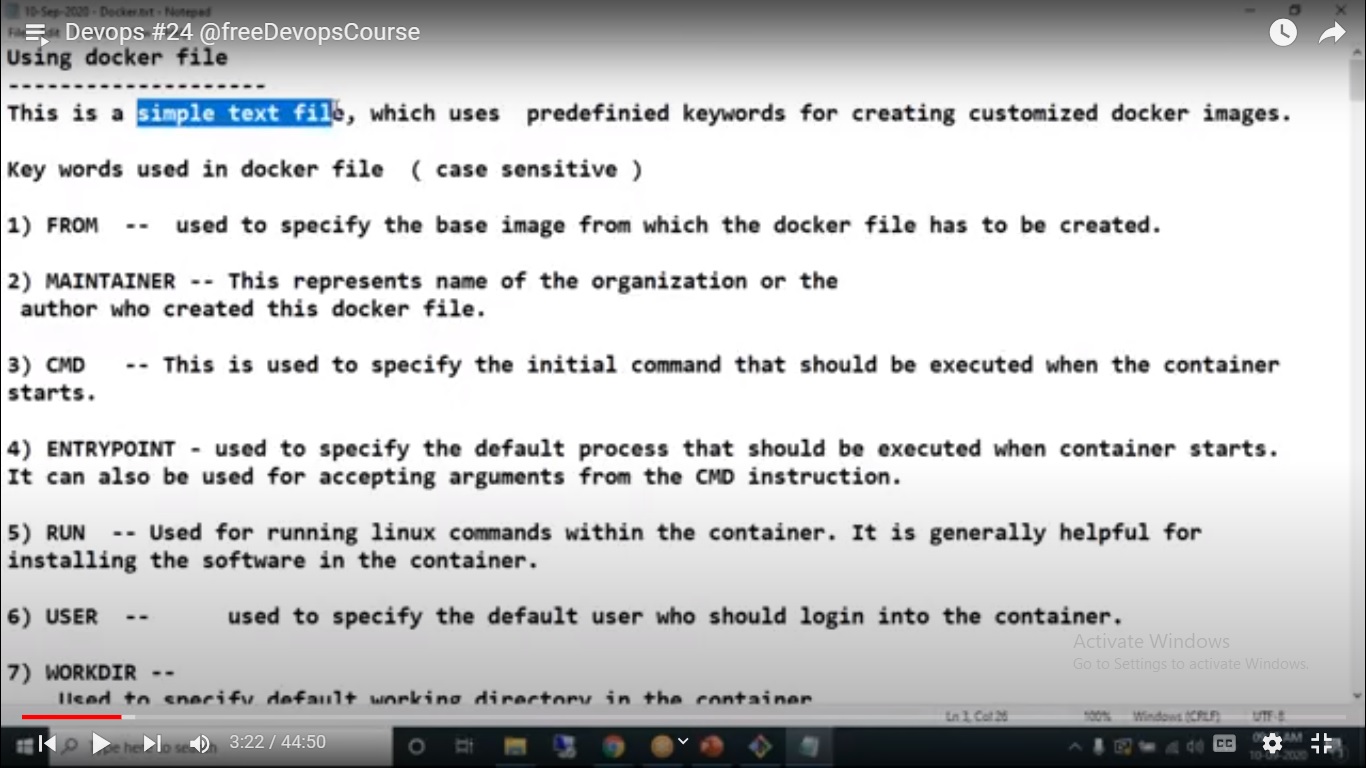 10-Sep-2020 - Docker.txt - Notepad
Devops #24 @freeDevopsCourse
Using docker file
--------------------
This is a simple text file, which uses  predefinied keywords for creating customized docker images.
Key words used in docker file  ( case sensitive )
1) FROM  --  used to specify the base image from which the docker file has to be created.
2) MAINTAINER -- This represents name of the organization or the
author who created this docker file.
3) CMD   -- This is used to specify the initial command that should be executed when the container
starts.
4) ENTRYPOINT - used to specify the default process that should be executed when container starts.
It can also be used for accepting arguments from the CMD instruction.
5) RUN  -- Used for running linux commands within the container. It is generally helpful for
installing the software in the container.
6) USER  --      used to specify the default user who should login into the container.
Activate Windows
Go to Settings to activate Windows.
7) WORKDIR --
Used to specify default working directory in the container
Ln 3, Col 26 100% Windows (CRLF) UTF-8
3:22 / 44:50
CC